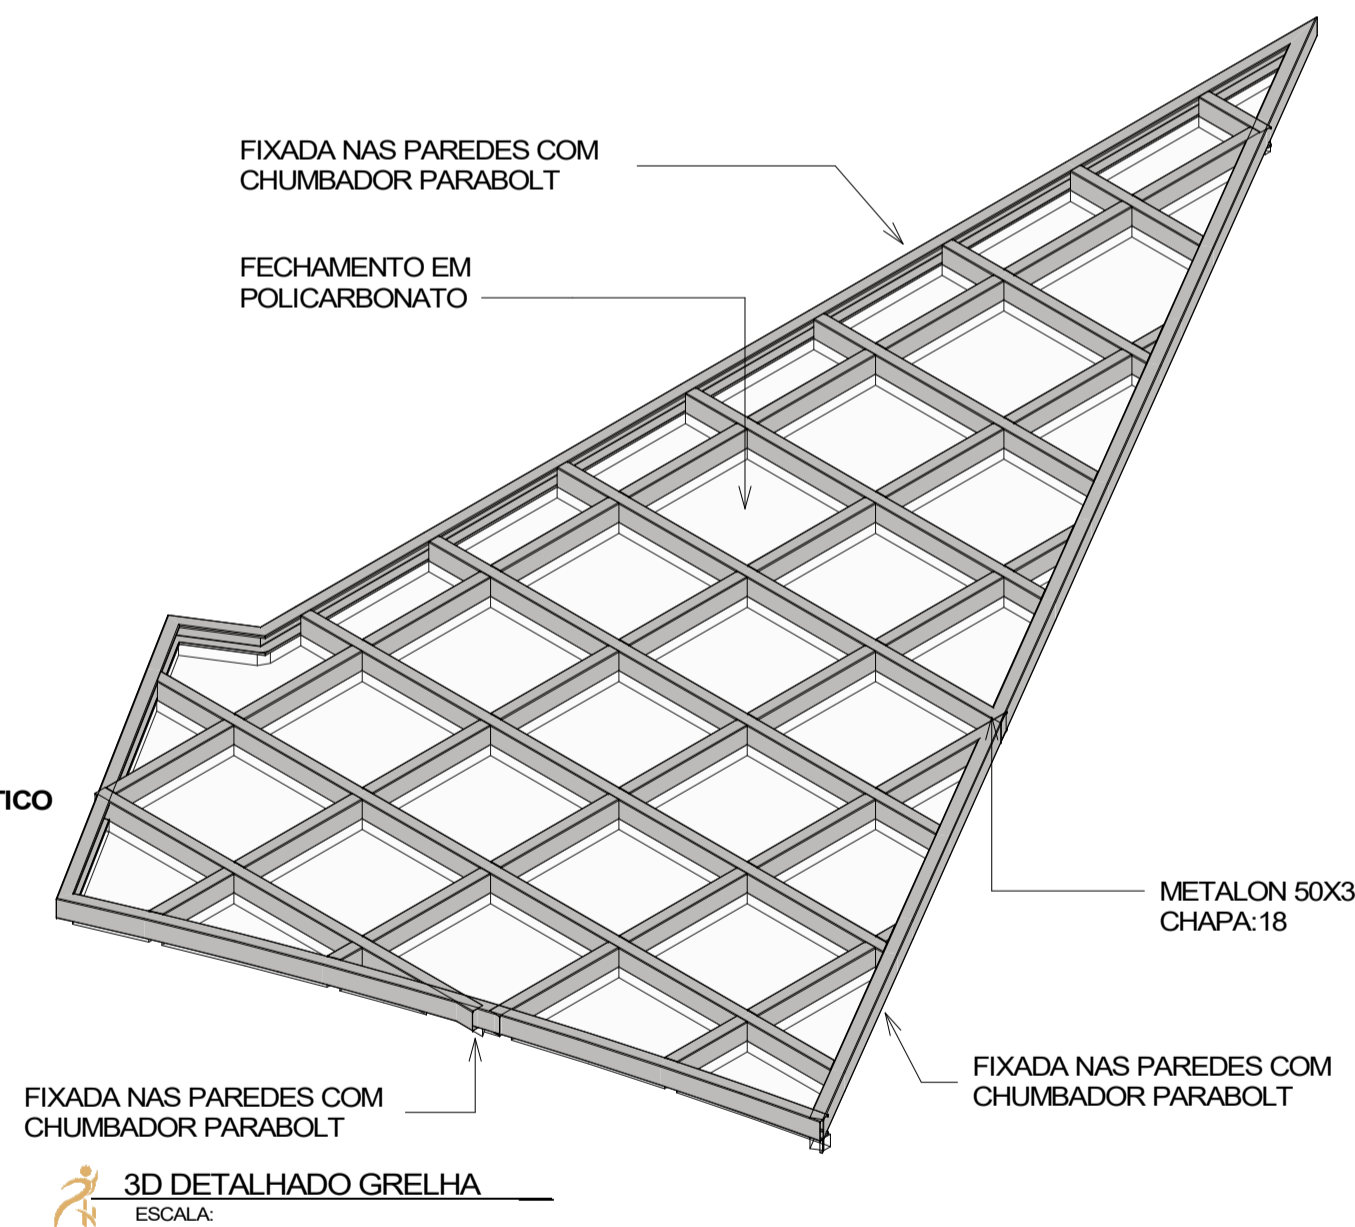 FIXADA NAS PAREDES COM
CHUMBADOR PARABOLT
FECHAMENTO EM
POLICARBONATO
TICO
METALON 50X3
CHAPA:18
FIXADA NAS PAREDES COM
CHUMBADOR PARABOLT
FIXADA NAS PAREDES COM
CHUMBADOR PARABOLT
3D DETALHADO GRELHA
ESCALA: